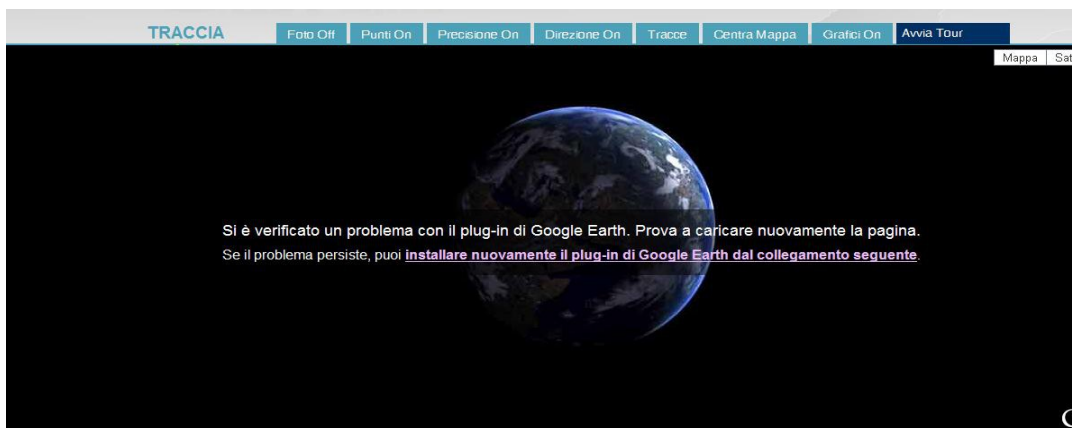 TRACCIA Foto Off Punti On Precisione On Direzione On Tracce Centra Mappa Grafici On Avvia Tour
Mappa Sat
Si è verificato un problema con il plug-in di Google Earth. Prova a caricare nuovamente la pagina.
Se il problema persiste, puoi installare nuovamente il plug-in di Google Earth dal collegamento seguente.